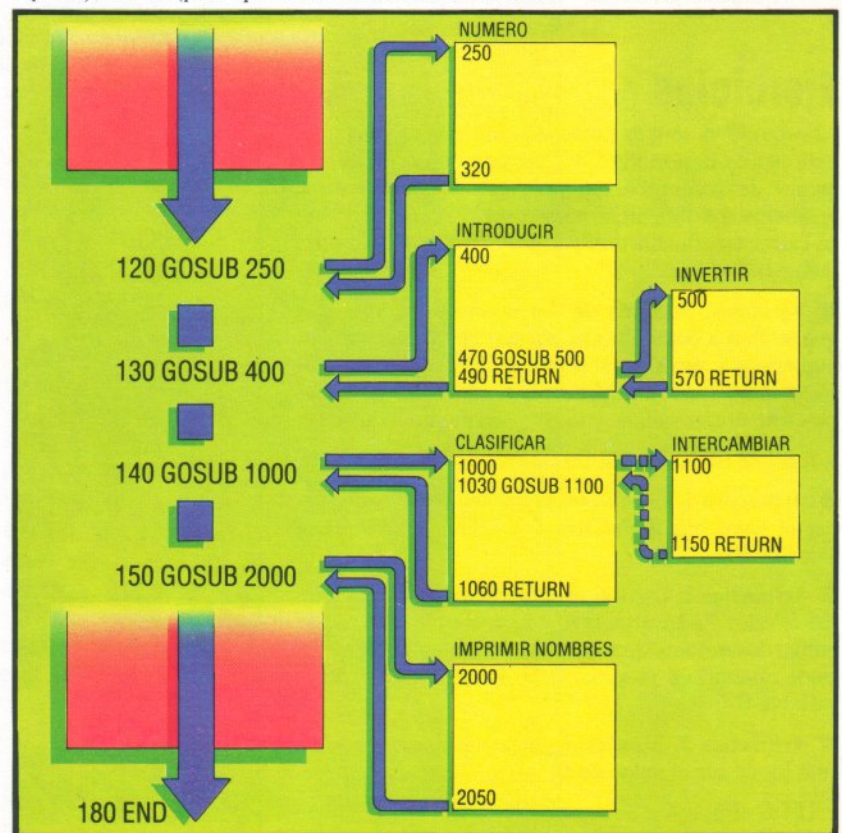 NUMERO
250
320
120 GOSUB 250
INTRODUCIR
400
470 GOSUB 500
490 RETURN
INVERTIR
500
570 RETURN
130 GOSUB 400
CLASIFICAR
1000
1030 GOSUB 1100
1060 RETURN
INTERCAMBIAR
1100
1150 RETURN
140 GOSUB 1000
150 GOSUB 2000
IMPRIMIR NOMBRES
2000
2050
180 END